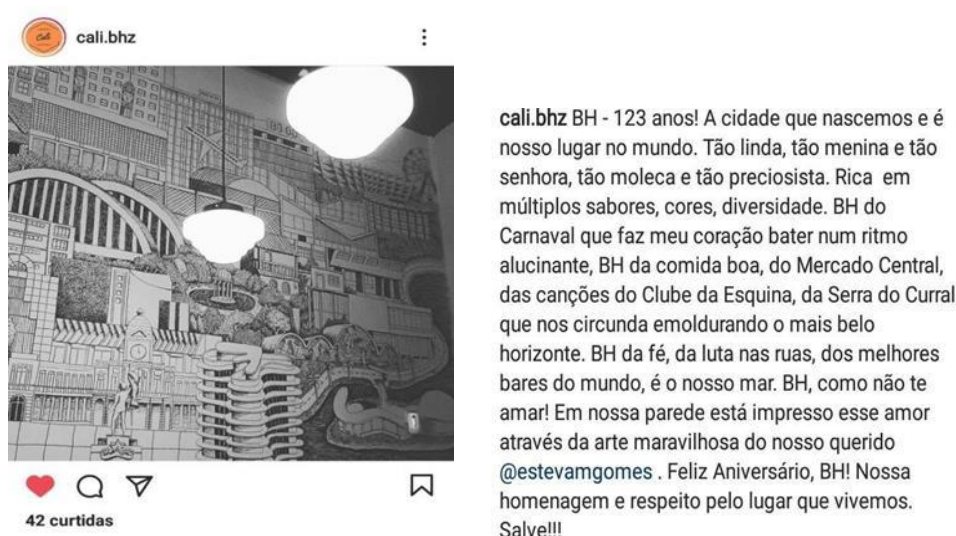 Cali
cali.bhz
42 curtidas
cali.bhz BH - 123 anos! A cidade que nascemos e é
nosso lugar no mundo. Tão linda, tão menina e tão
senhora, tão moleca e tão preciosista. Rica em
múltiplos sabores, cores, diversidade. BH do
Carnaval que faz meu coração bater num ritmo
alucinante, BH da comida boa, do Mercado Central,
das canções do Clube da Esquina, da Serra do Curral
que nos circunda emoldurando o mais belo
horizonte. BH da fé, da luta nas ruas, dos melhores
bares do mundo, é o nosso mar. BH, como não te
amar! Em nossa parede está impresso esse amor
através da arte maravilhosa do nosso querido
@estevamgomes . Feliz Aniversário, BH! Nossa
homenagem e respeito pelo lugar que vivemos.
Salve!!!